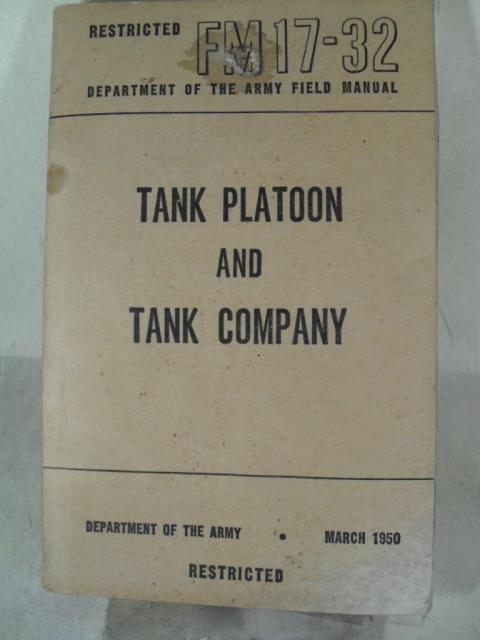 RESTRICTED FM 17-32
DEPARTMENT OF THE ARMY FIELD MANUAL
TANK PLATOON
AND
TANK COMPANY
DEPARTMENT OF THE ARMY • MARCH 1950
RESTRICTED